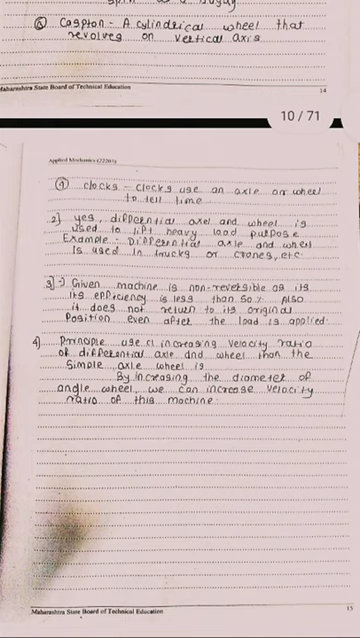 ⑥ Caspton - A cylindrical wheel that
revolves on vertical axis
Maharashtra State Board of Technical Education
14
10 / 71
Applied Mechanics (22203)
⑦ clocks - clocks use an axle or wheel
to tell time
2] yes, differential axel and wheel is
used to lift heavy load purpose
Example - Differential axle and wheel
is used in trucks or cranes, etc.
3] -) Given machine is non-reversible as its
its efficiency is less than 50%. Also
it does not return to its original
Position even after the load is applied.
4) Principle use of increasing velocity ratio
of differential axle and wheel than the
Simple axle wheel is
By increasing the diameter of
andle wheel, we can increase velocity
ratio of this machine.
Maharashtra State Board of Technical Education
15